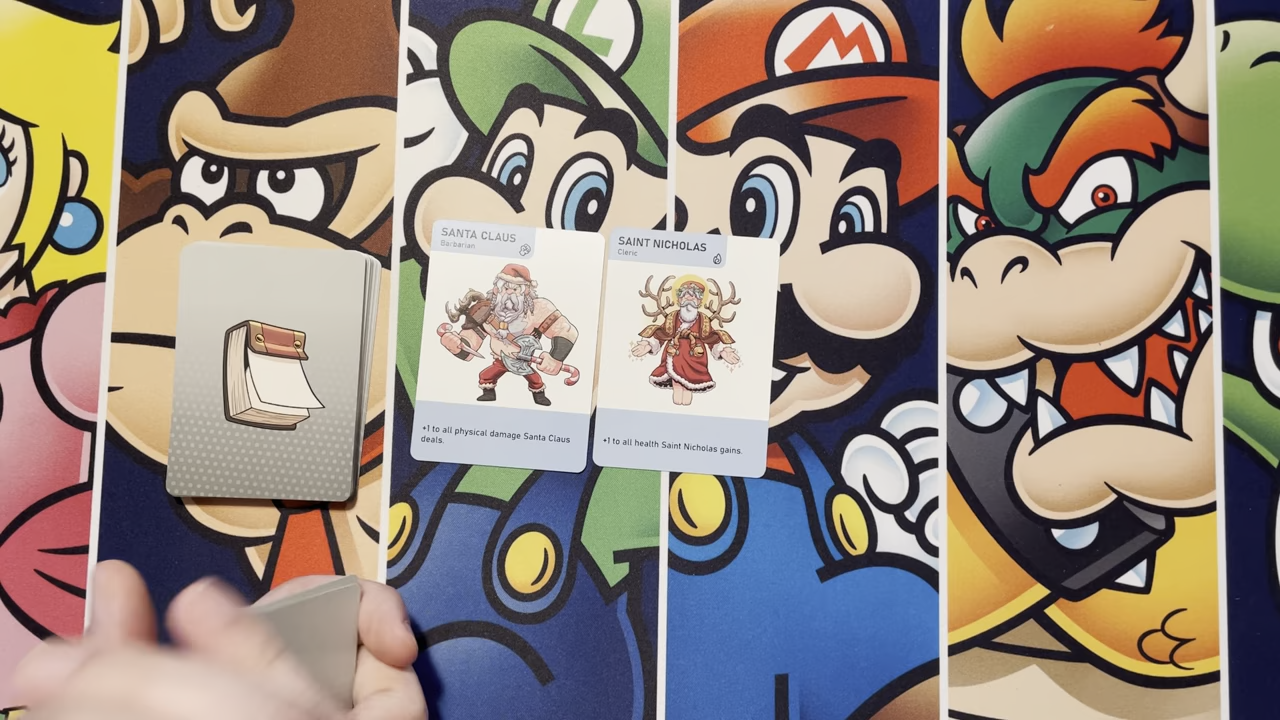 L
M
SANTA CLAUS
Barbarian
SAINT NICHOLAS
Cleric
+1 to all physical damage Santa Claus
deals.
+1 to all health Saint Nicholas gains.